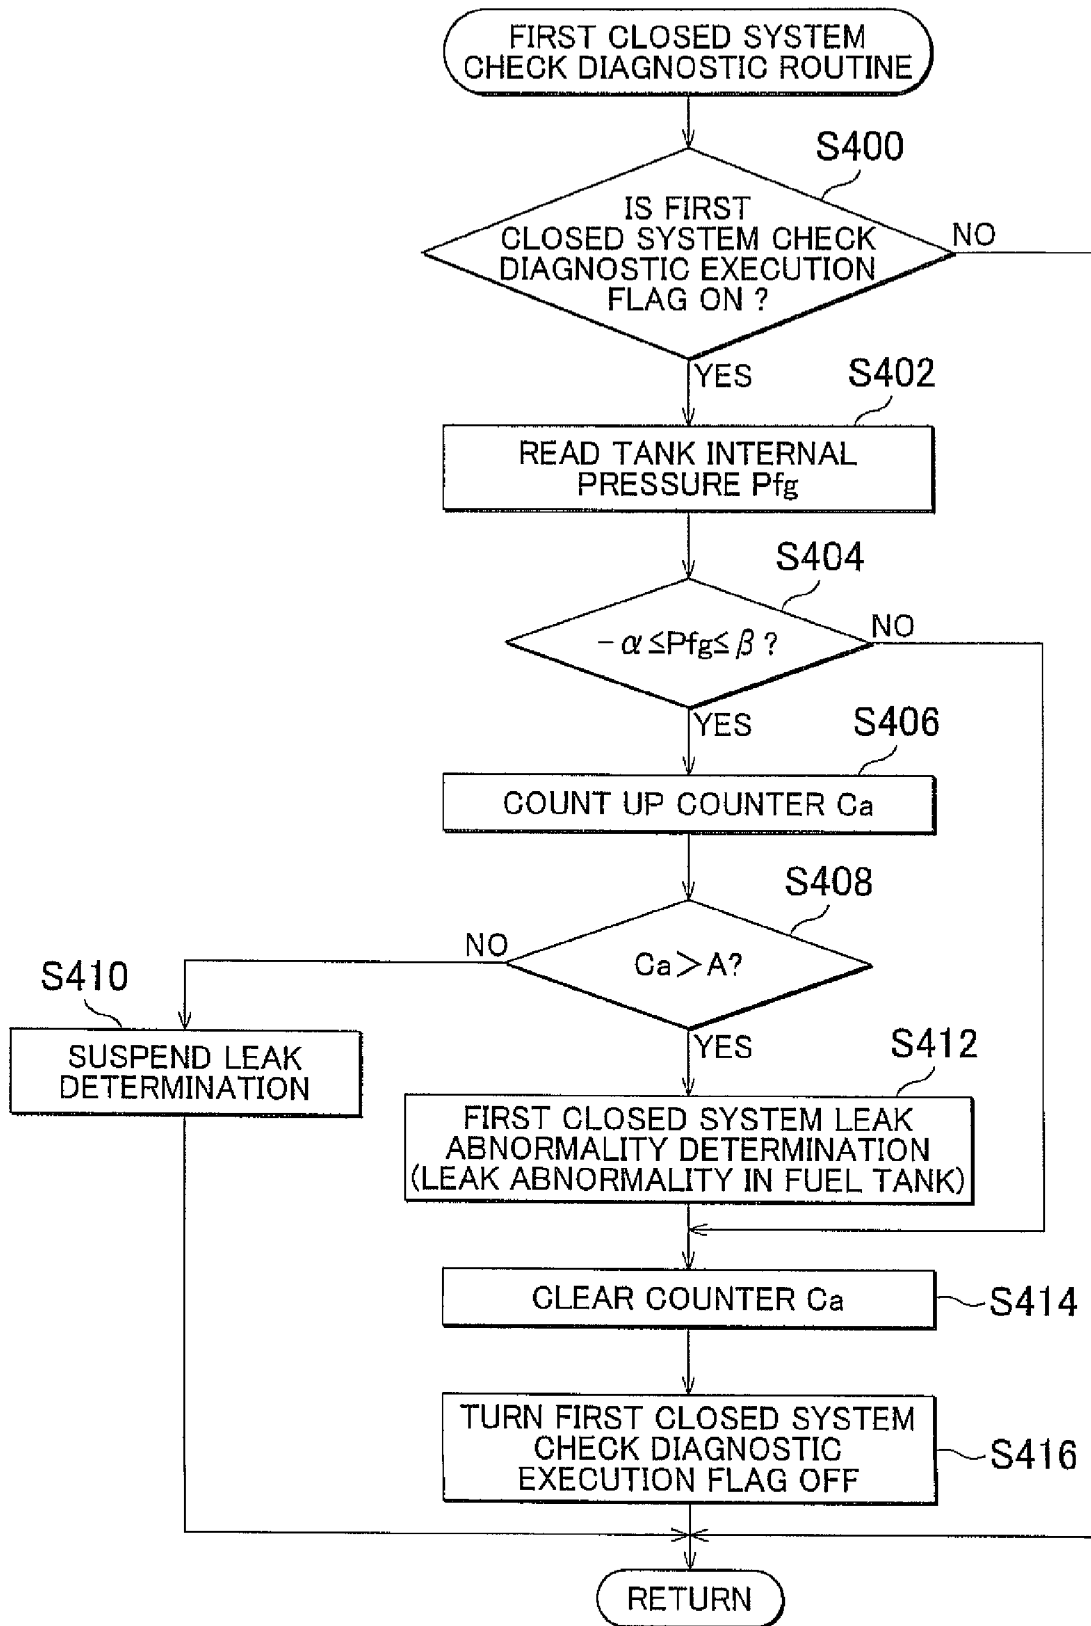 FIRST CLOSED SYSTEM
CHECK DIAGNOSTIC ROUTINE
S400
IS FIRST
CLOSED SYSTEM CHECK
DIAGNOSTIC EXECUTION
FLAG ON ?
NO
YES
S402
READ TANK INTERNAL
PRESSURE Pfg
S404
-α≤Pfg≤β?
NO
YES
S406
COUNT UP COUNTER Ca
S408
Ca>A?
NO
YES
S410
SUSPEND LEAK
DETERMINATION
S412
FIRST CLOSED SYSTEM LEAK
ABNORMALITY DETERMINATION
(LEAK ABNORMALITY IN FUEL TANK)
CLEAR COUNTER Ca
S414
TURN FIRST CLOSED SYSTEM
CHECK DIAGNOSTIC
EXECUTION FLAG OFF
S416
RETURN